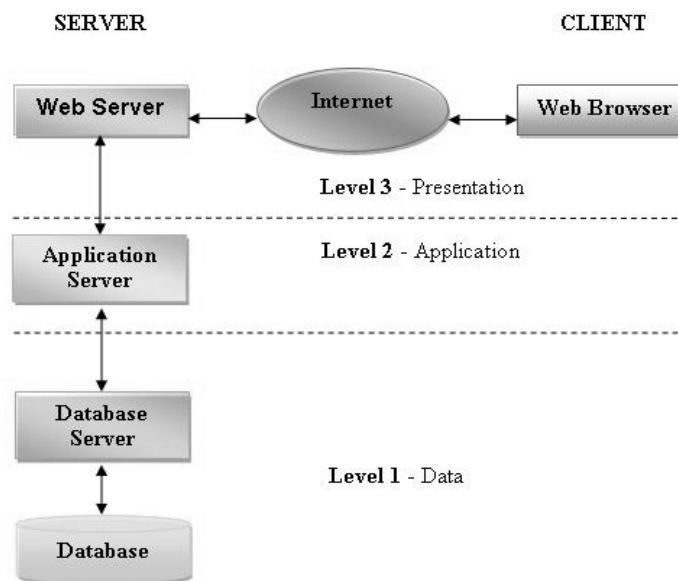 SERVER
CLIENT
Web Server
Internet
Web Browser
Level 3 - Presentation
Application
Server
Level 2 - Application
Database
Server
Level 1 - Data
Database